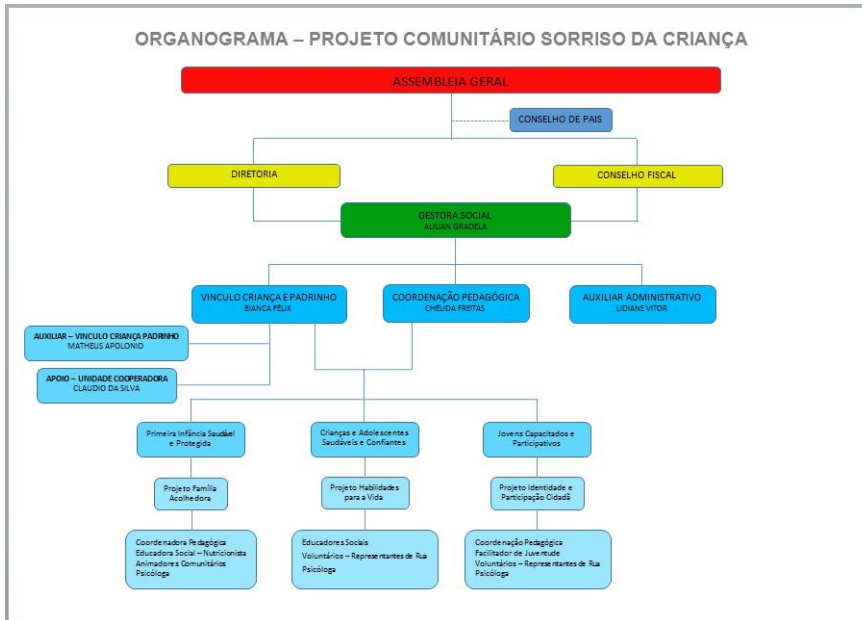 ORGANOGRAMA – PROJETO COMUNITÁRIO SORRISO DA CRIANÇA
ASSEMBLEIA GERAL
CONSELHO DE PAIS
DIRETORIA
CONSELHO FISCAL
GESTORA SOCIAL
AULIAN GRADELA
VINCULO CRIANÇA E PADRINHO
BIANCA FÉLIX
COORDENAÇÃO PEDAGÓGICA
CHÉLIDA FREITAS
AUXILIAR ADMINISTRATIVO
LIDIANE VITOR
AUXILIAR – VINCULO CRIANÇA PADRINHO
MATHEUS APOLONIO
APOIO – UNIDADE COOPERADORA
CLAUDIO DA SILVA
Primeira Infância Saudável
e Protegida
Crianças e Adolescentes
Saudáveis e Confiantes
Jovens Capacitados e
Participativos
Projeto Família
Acolhedora
Projeto Habilidades
para a Vida
Projeto Identidade e
Participação Cidadã
Coordenadora Pedagógica
Educadora Social – Nutricionista
Animadores Comunitários
Psicóloga
Educadores Sociais
Voluntários – Representantes de Rua
Psicóloga
Coordenação Pedagógica
Facilitador de Juventude
Voluntários – Representantes de Rua
Psicóloga